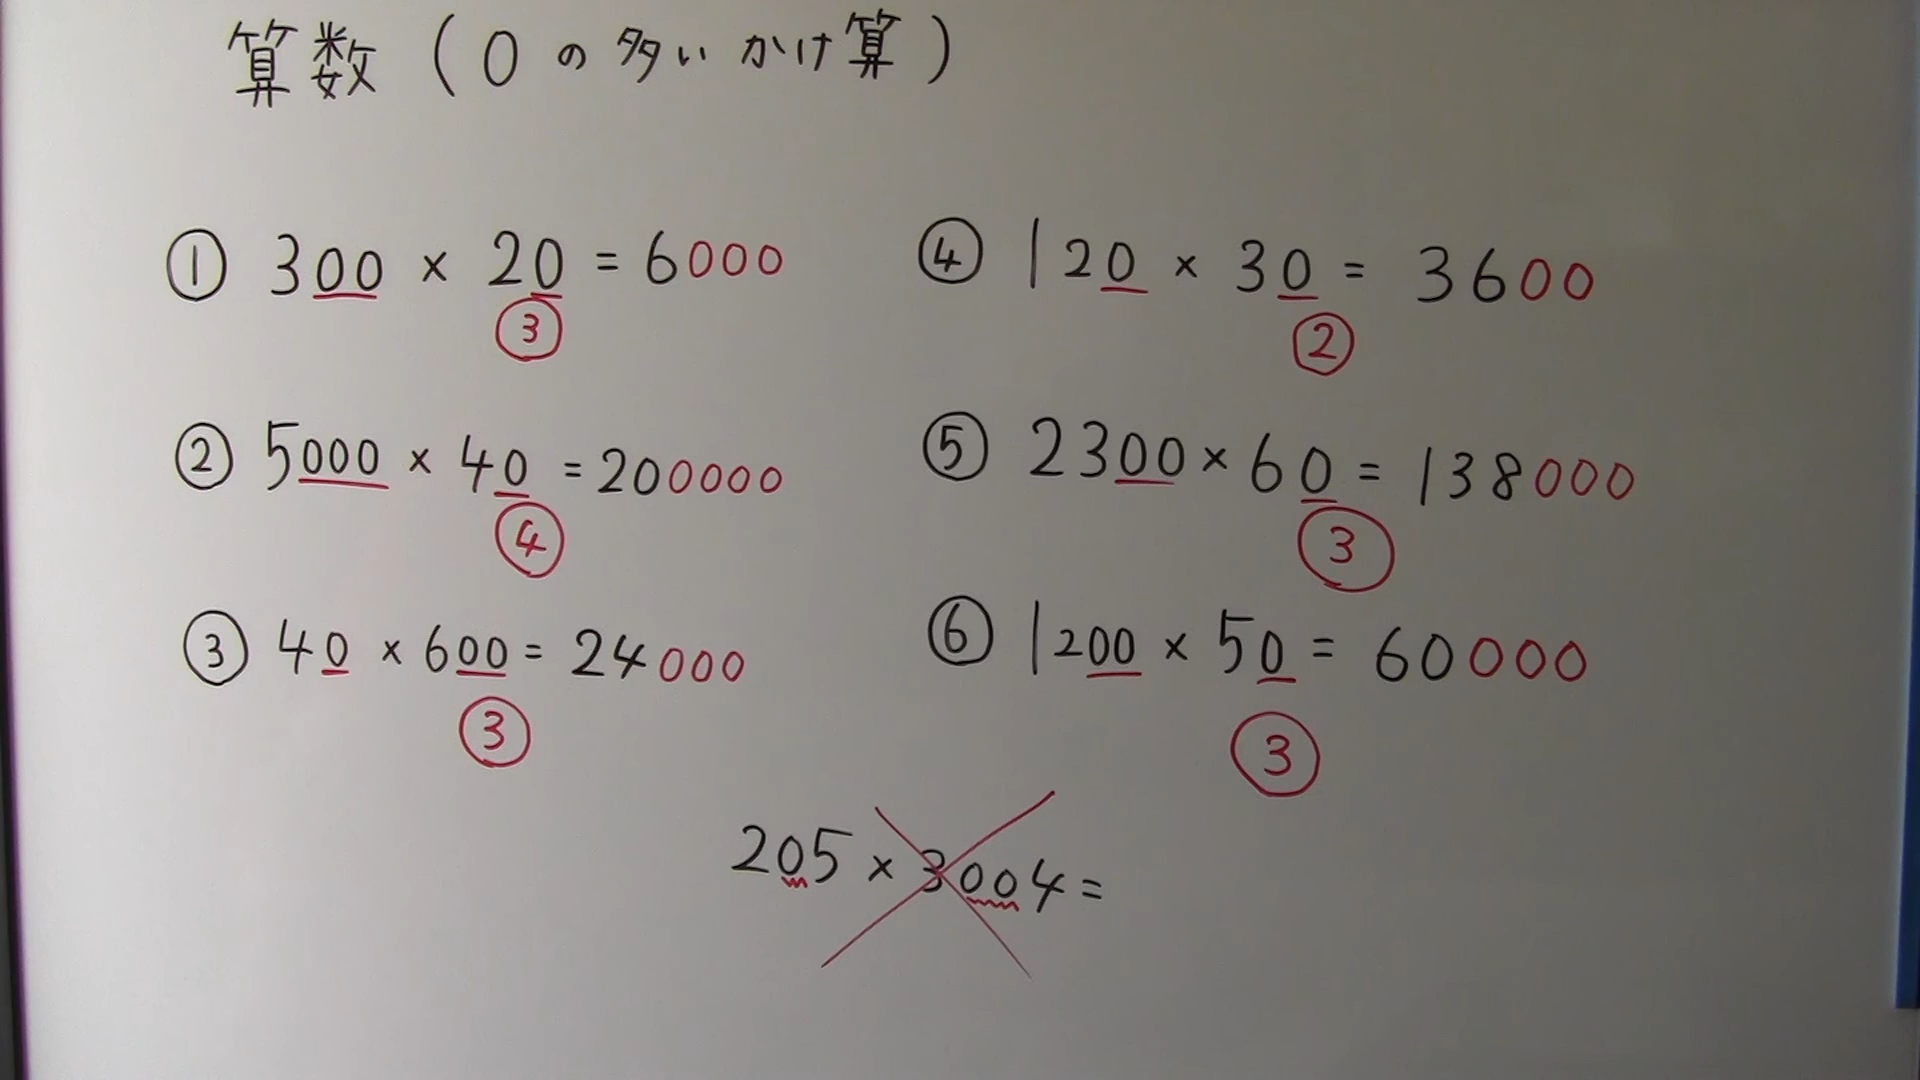 算数(0の多いかけ算)
① 300 × 20 = 6000
③
② 5000 × 40 = 200000
④
③ 40 × 600 = 24000
③
④ 120 × 30 = 3600
②
⑤ 2300 × 60 = 138000
③
⑥ 1200 × 50 = 60000
③
205 × 3004 =